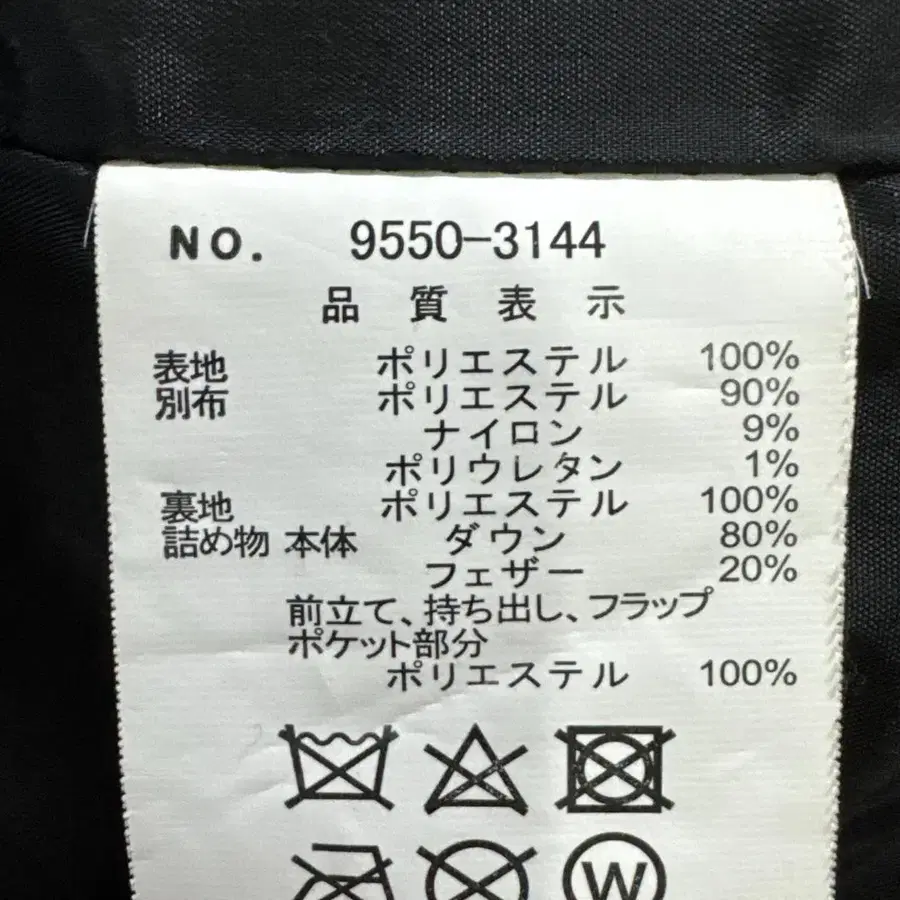 NO. 9550-3144
品質表示
表地 ポリエステル 100%
別布 ポリエステル 90%
ナイロン 9%
ポリウレタン 1%
裏地 ポリエステル 100%
詰め物 本体 ダウン 80%
フェザー 20%
前立て、持ち出し、フラップ
ポケット部分
ポリエステル 100%
W